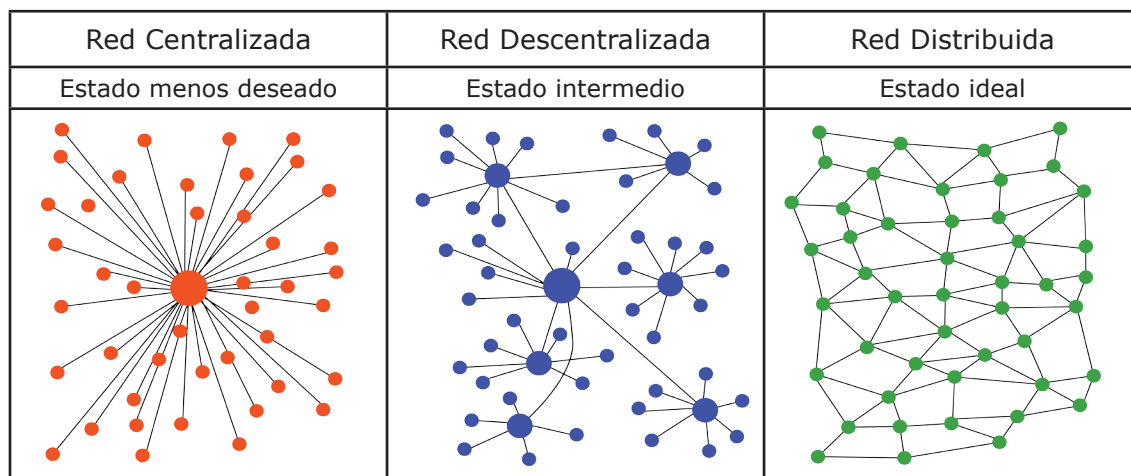 Red Centralizada
Red Descentralizada
Red Distribuida
Estado menos deseado
Estado intermedio
Estado ideal